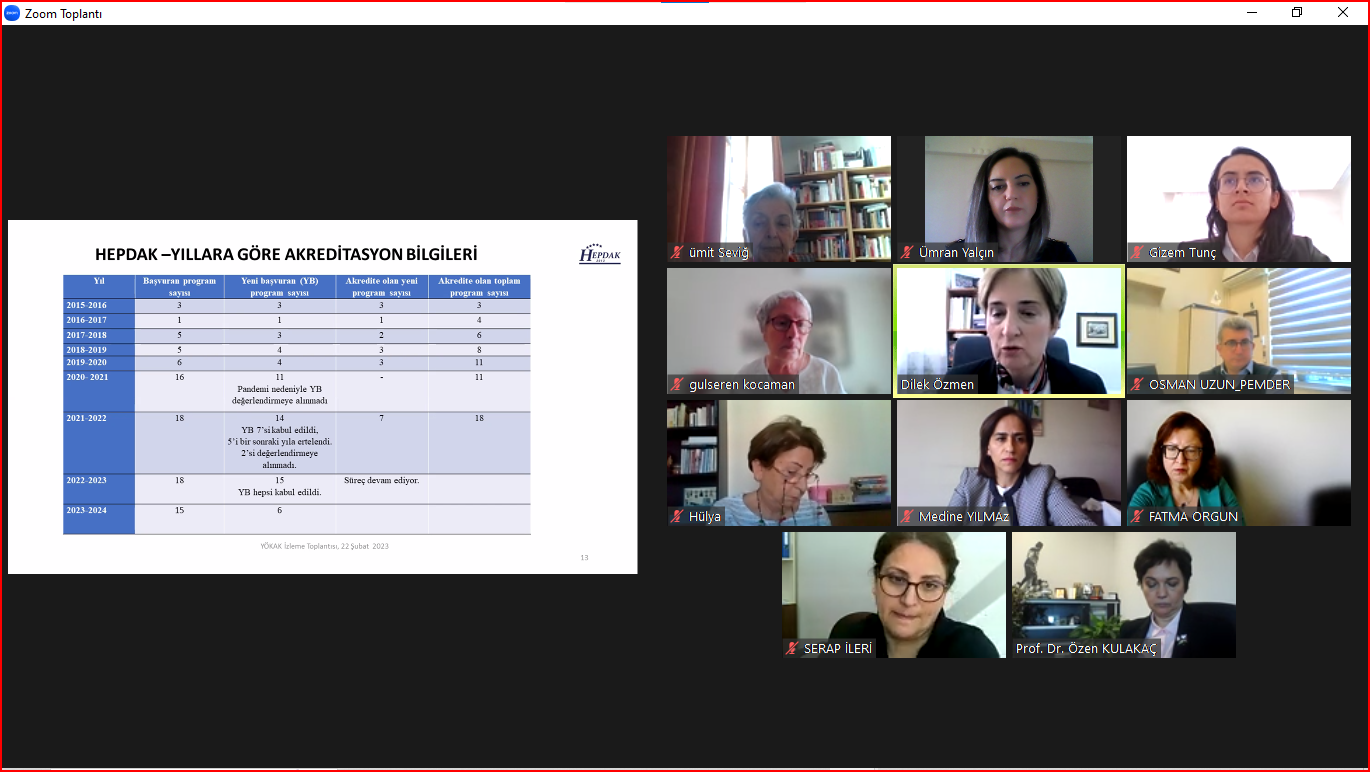 zoom
Zoom Toplantı
HEPDAK –YILLARA GÖRE AKREDİTASYON BİLGİLERİ
HEPDAK
Yıl
Başvuran program sayısı
Yeni başvuran (YB) program sayısı
Akredite olan yeni program sayısı
Akredite olan toplam program sayısı
2015-2016 3 3 3 3
2016-2017 1 1 1 4
2017-2018 5 3 2 6
2018-2019 5 4 3 8
2019-2020 6 4 3 11
2020- 2021 16 11 - 11
Pandemi nedeniyle YB
değerlendirmeye alınmadı
2021-2022 18 14 7 18
YB 7’si kabul edildi,
5’i bir sonraki yıla ertelendi.
2’si değerlendirmeye
alınmadı.
2022-2023 18 15 Süreç devam ediyor.
YB hepsi kabul edildi.
2023-2024 15 6
YÖKAK İzleme Toplantısı, 22 Şubat 2023
13
ümit Seviğ
Ümran Yalçın
Gizem Tunç
gulseren kocaman
Dilek Özmen
OSMAN UZUN_PEMDER
Hülya
Medine YILMAz
FATMA ORGUN
SERAP İLERİ
Prof. Dr. Özen KULAKAÇ